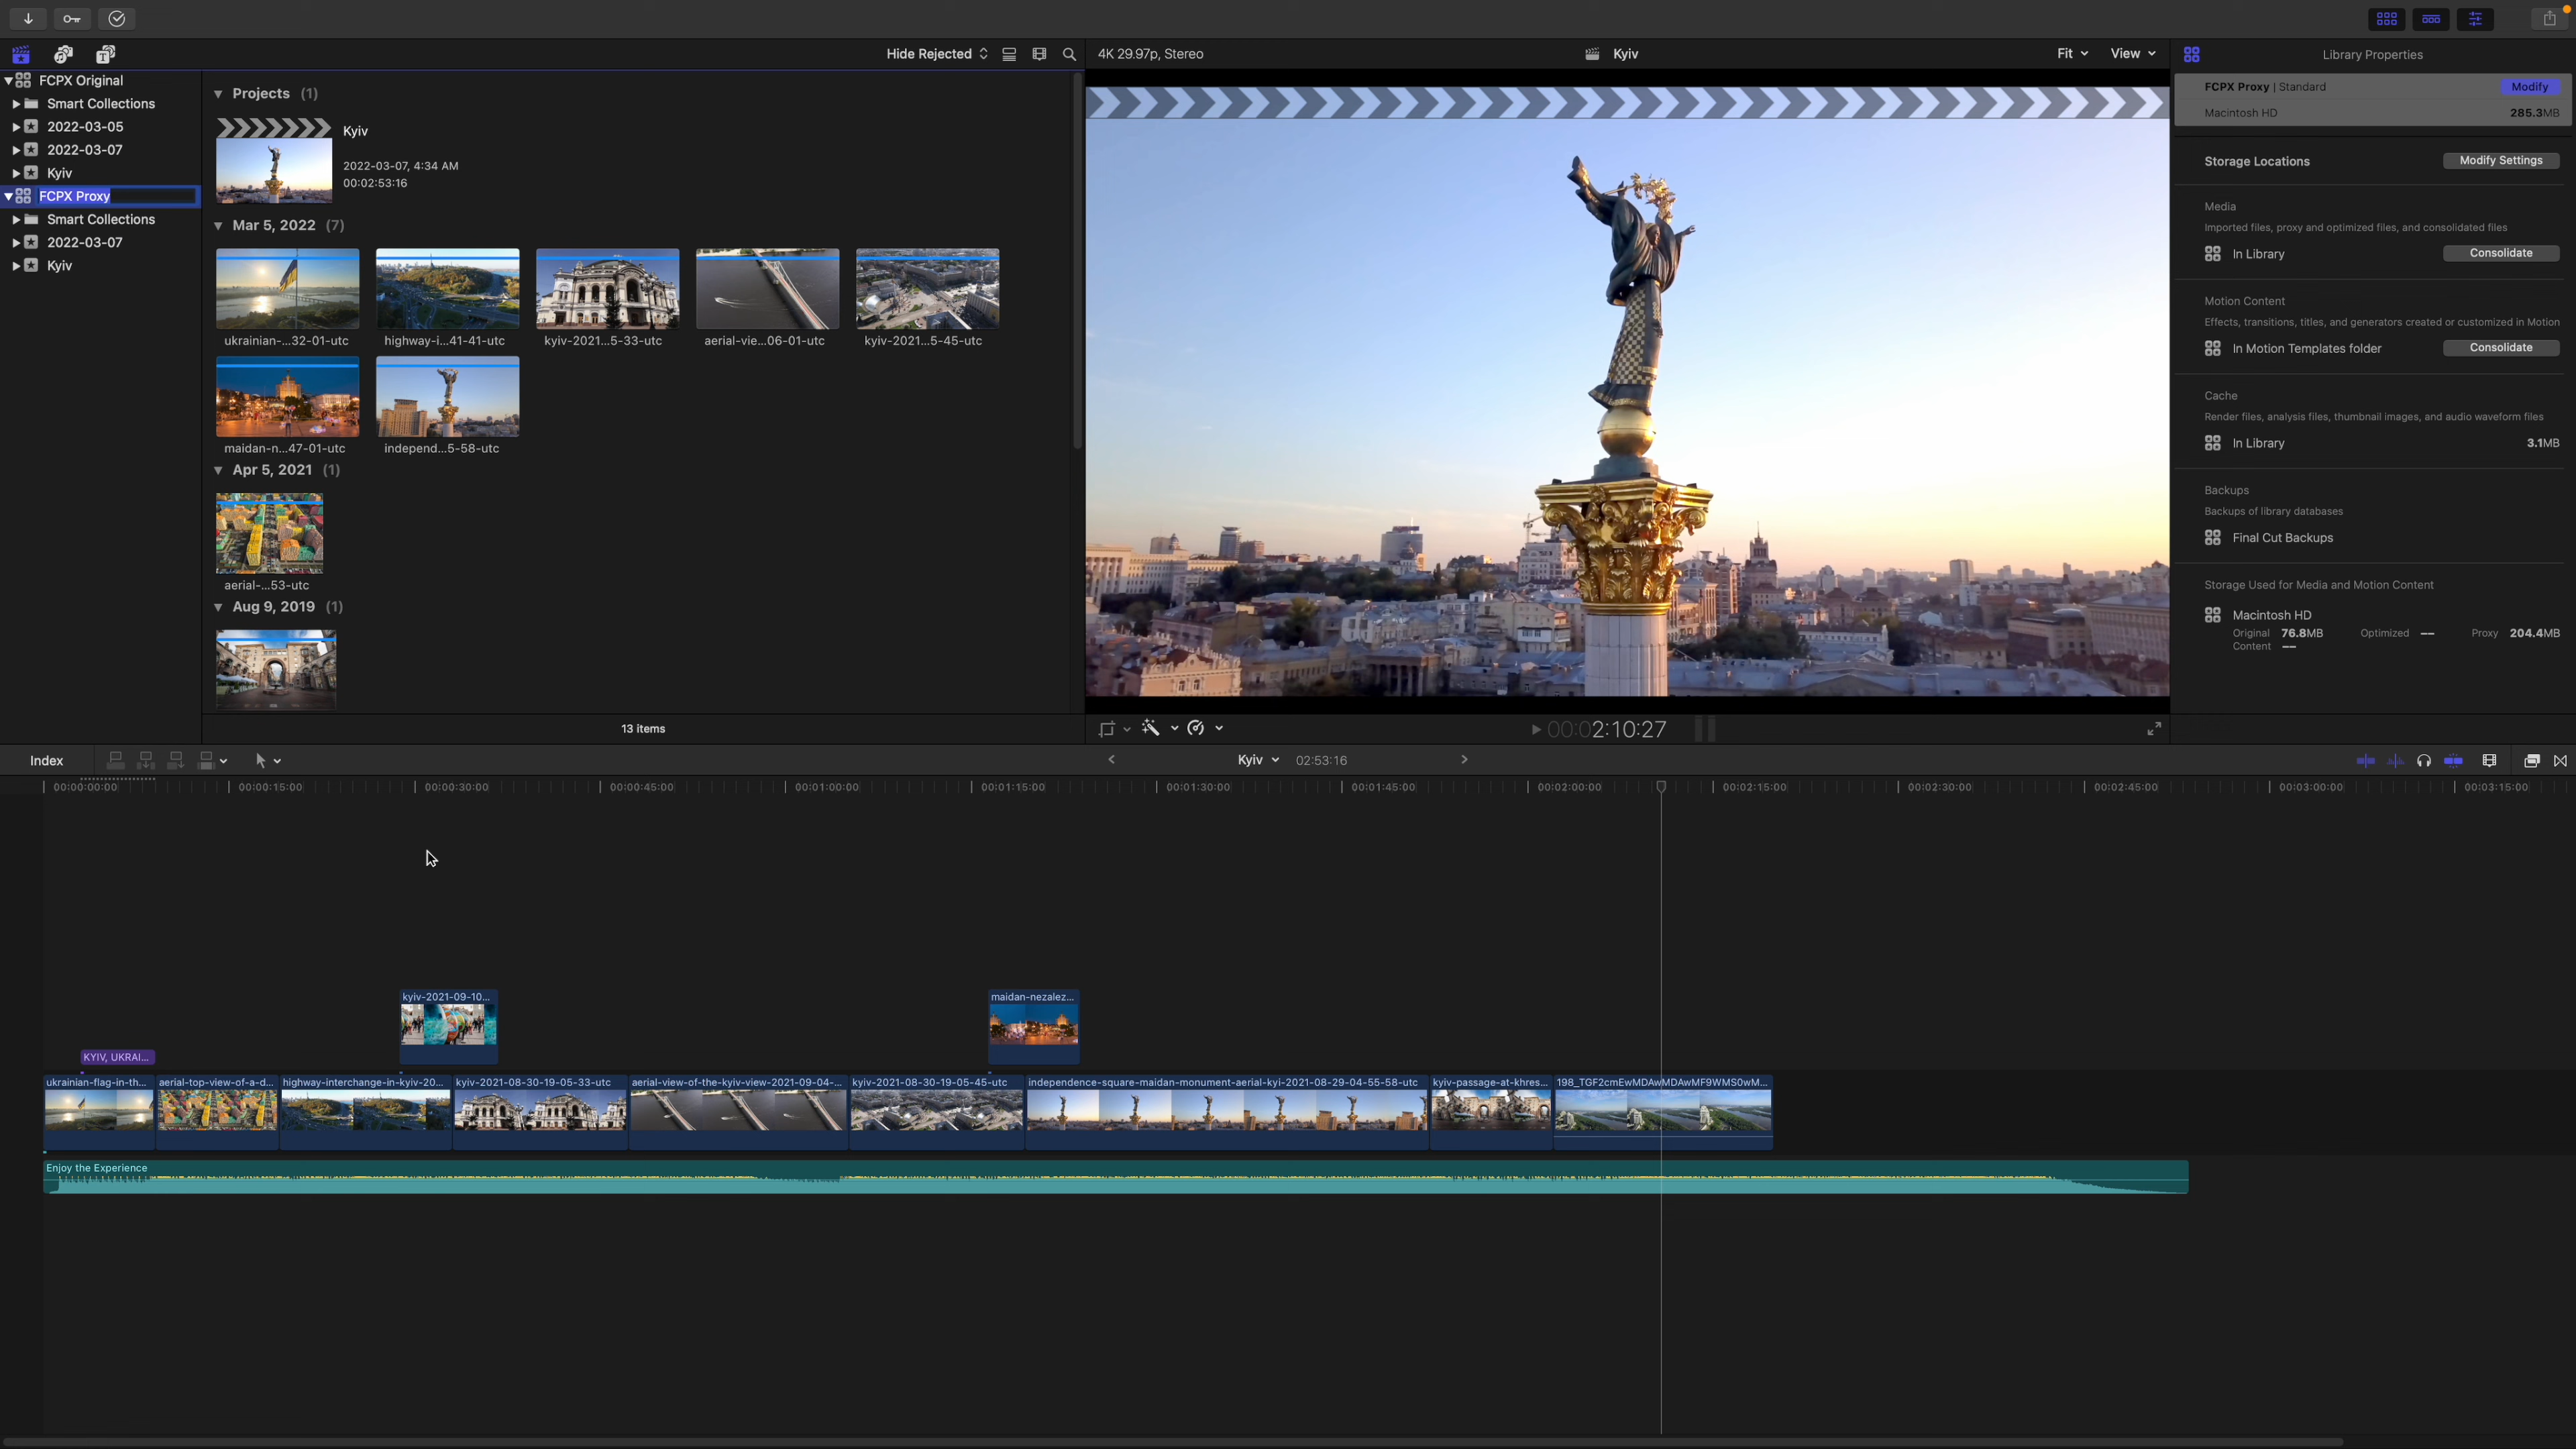 Hide Rejected
4K 29.97p, Stereo
Kyiv
Fit
View
Library Properties
FCPX Original
Smart Collections
2022-03-05
2022-03-07
Kyiv
FCPX Proxy
Smart Collections
2022-03-07
Kyiv
Projects (1)
Kyiv
2022-03-07, 4:34 AM
00:02:53:16
Mar 5, 2022 (7)
ukrainian-...32-01-utc
highway-i...41-41-utc
kyiv-2021...5-33-utc
aerial-vie...06-01-utc
kyiv-2021...5-45-utc
maidan-n...47-01-utc
independ...5-58-utc
Apr 5, 2021 (1)
aerial-...53-utc
Aug 9, 2019 (1)
13 items
00:02:10:27
FCPX Proxy | Standard
Modify
Macintosh HD
285.3MB
Storage Locations
Modify Settings
Media
Imported files, proxy and optimized files, and consolidated files
In Library
Consolidate
Motion Content
Effects, transitions, titles, and generators created or customized in Motion
In Motion Templates folder
Consolidate
Cache
Render files, analysis files, thumbnail images, and audio waveform files
In Library
3.1MB
Backups
Backups of library databases
Final Cut Backups
Storage Used for Media and Motion Content
Macintosh HD
Original 76.8MB Optimized -- Proxy 204.4MB
Content --
Index
Kyiv
02:53:16
00:00:00:00
00:00:15:00
00:00:30:00
00:00:45:00
00:01:00:00
00:01:15:00
00:01:30:00
00:01:45:00
00:02:00:00
00:02:15:00
00:02:30:00
00:02:45:00
00:03:00:00
00:03:15:00
kyiv-2021-09-10...
maidan-nezalez...
KYIV, UKRAI...
ukrainian-flag-in-th...
aerial-top-view-of-a-d...
highway-interchange-in-kyiv-20...
kyiv-2021-08-30-19-05-33-utc
aerial-view-of-the-kyiv-view-2021-09-04-...
kyiv-2021-08-30-19-05-45-utc
independence-square-maidan-monument-aerial-kyi-2021-08-29-04-55-58-utc
kyiv-passage-at-khres...
198_TGF2cmEwMDAwMDAwMF9WMS0wM...
Enjoy the Experience